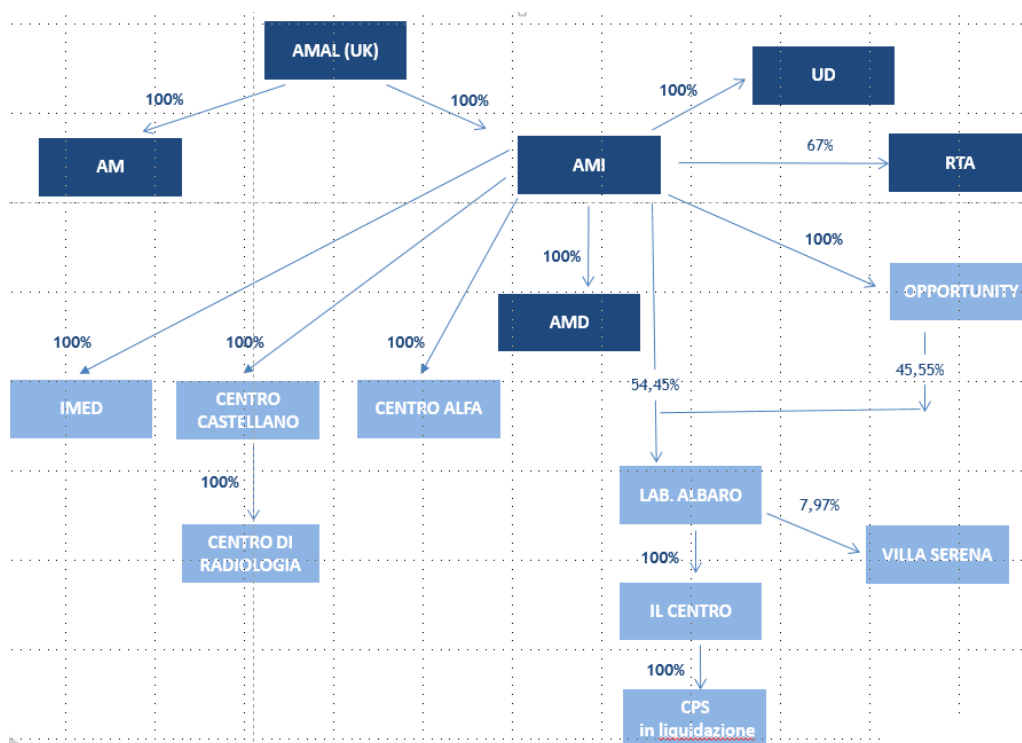 AMAL (UK)
UD
100%
100%
100%
AM
AMI
67%
RTA
100%
100%
OPPORTUNITY
AMD
100%
100%
100%
45,55%
54,45%
IMED
CENTRO
CASTELLANO
CENTRO ALFA
100%
LAB. ALBARO
7,97%
CENTRO DI
RADIOLOGIA
VILLA SERENA
100%
IL CENTRO
100%
CPS
in liquidazione